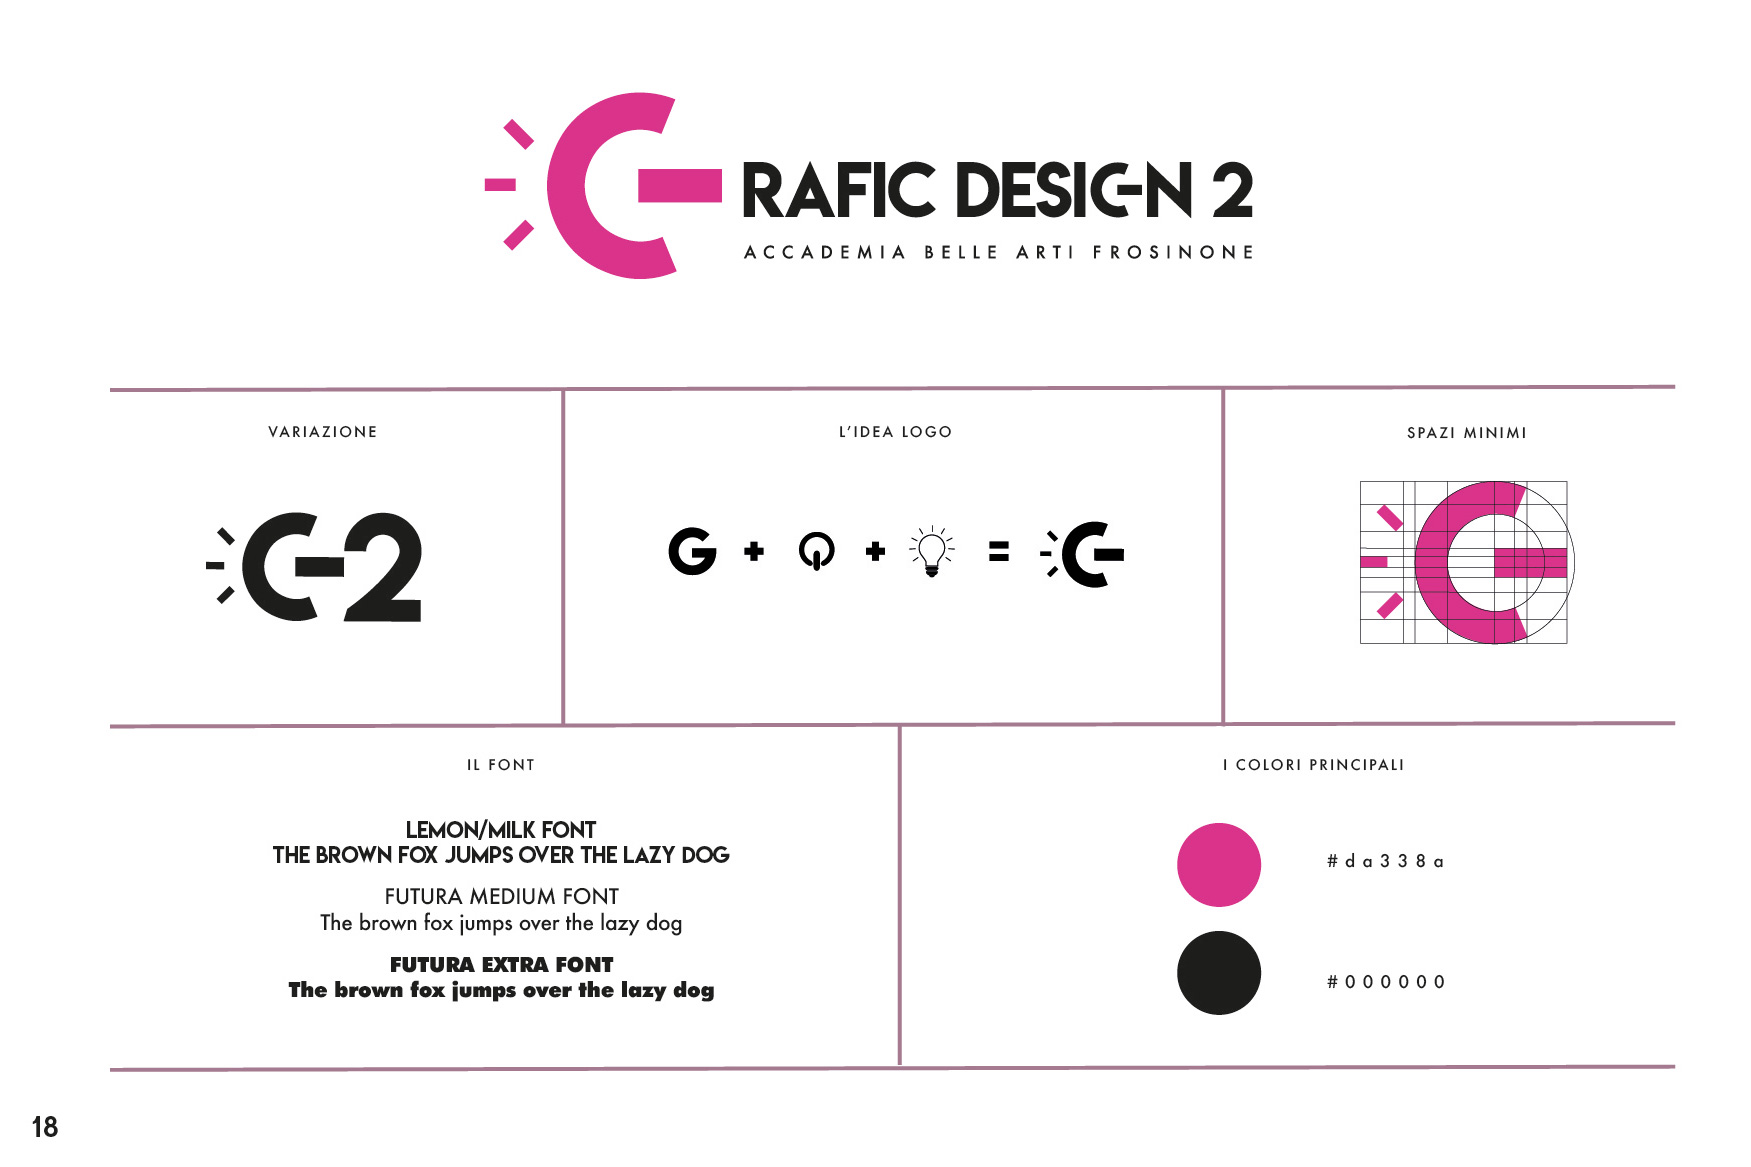 GRAFIC DESIGN 2
ACCADEMIA BELLE ARTI FROSINONE
VARIAZIONE
L'IDEA LOGO
SPAZI MINIMI
G2
G + + = G
IL FONT
LEMON/MILK FONT
THE BROWN FOX JUMPS OVER THE LAZY DOG
FUTURA MEDIUM FONT
The brown fox jumps over the lazy dog
FUTURA EXTRA FONT
The brown fox jumps over the lazy dog
I COLORI PRINCIPALI
#da338a
#000000
18